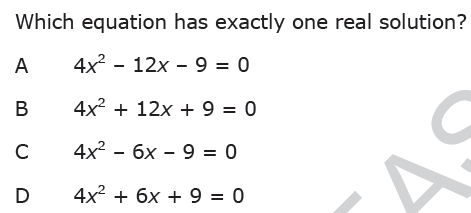 Which equation has exactly one real solution?
A 4x² – 12x – 9 = 0
B 4x² + 12x + 9 = 0
C 4x² – 6x – 9 = 0
D 4x² + 6x + 9 = 0